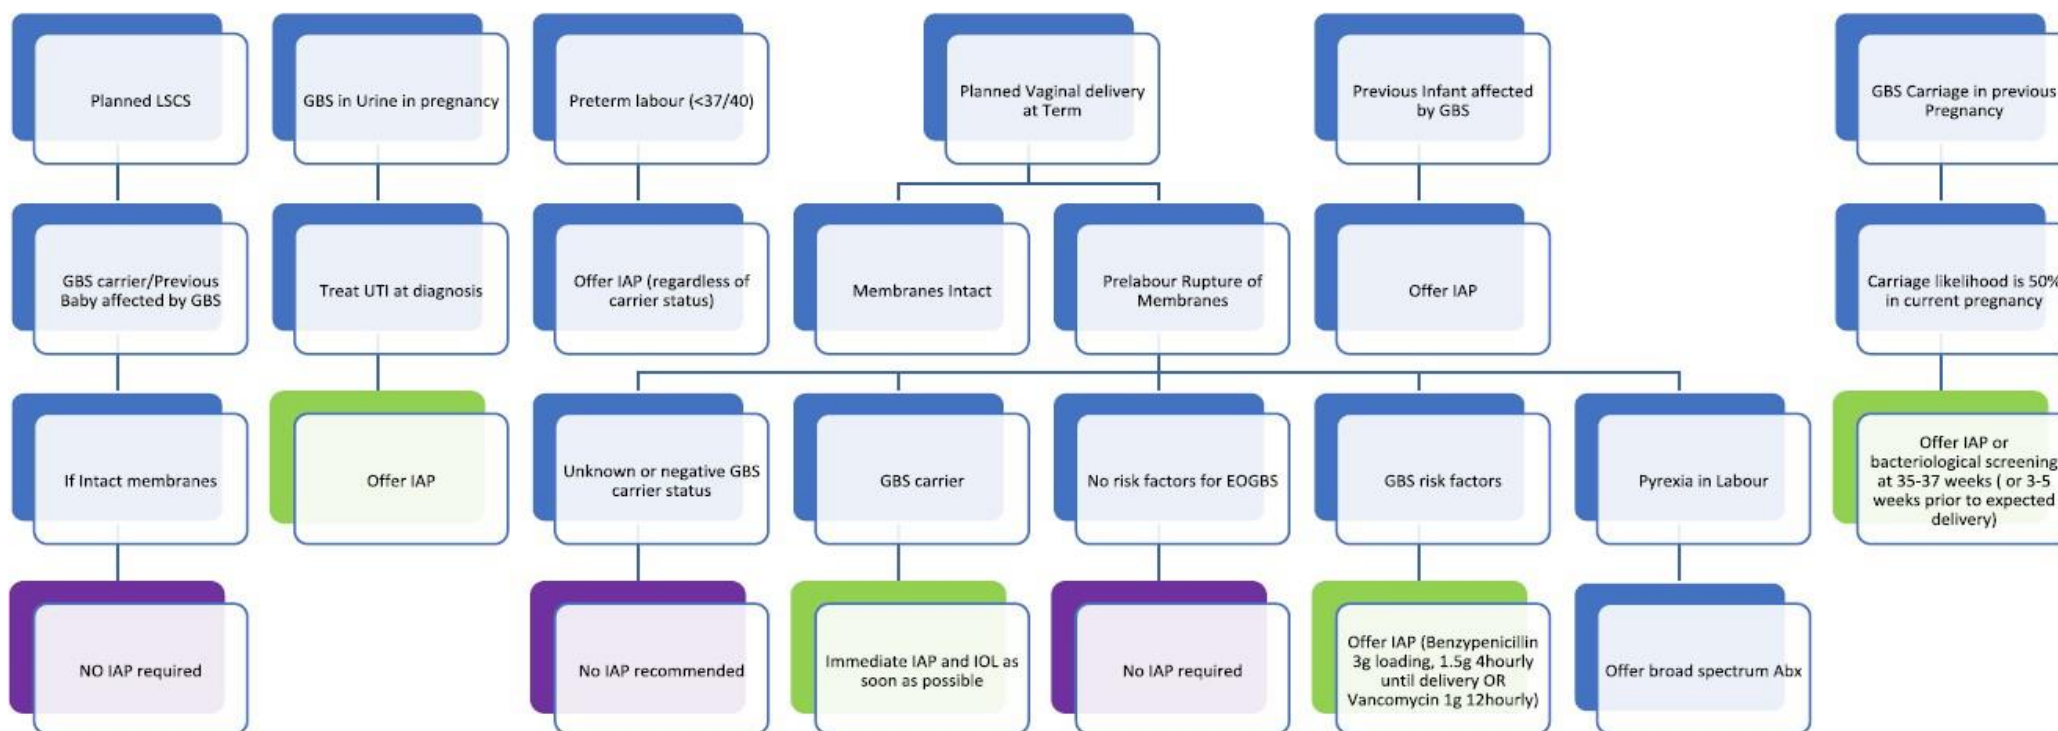 Planned LSCS
GBS in Urine in pregnancy
Preterm labour (<37/40)
Planned Vaginal delivery
at Term
Previous Infant affected
by GBS
GBS Carriage in previous
Pregnancy
GBS carrier/Previous
Baby affected by GBS
Treat UTI at diagnosis
Offer IAP (regardless of
carrier status)
Membranes Intact
Prelabour Rupture of
Membranes
Offer IAP
Carriage likelihood is 50%
in current pregnancy
If Intact membranes
Offer IAP
Unknown or negative GBS
carrier status
GBS carrier
No risk factors for EOGBS
GBS risk factors
Pyrexia in Labour
Offer IAP or
bacteriological screening
at 35-37 weeks ( or 3-5
weeks prior to expected
delivery)
NO IAP required
No IAP recommended
Immediate IAP and IOL as
soon as possible
No IAP required
Offer IAP (Benzypenicillin
3g loading, 1.5g 4hourly
until delivery OR
Vancomycin 1g 12hourly)
Offer broad spectrum Abx